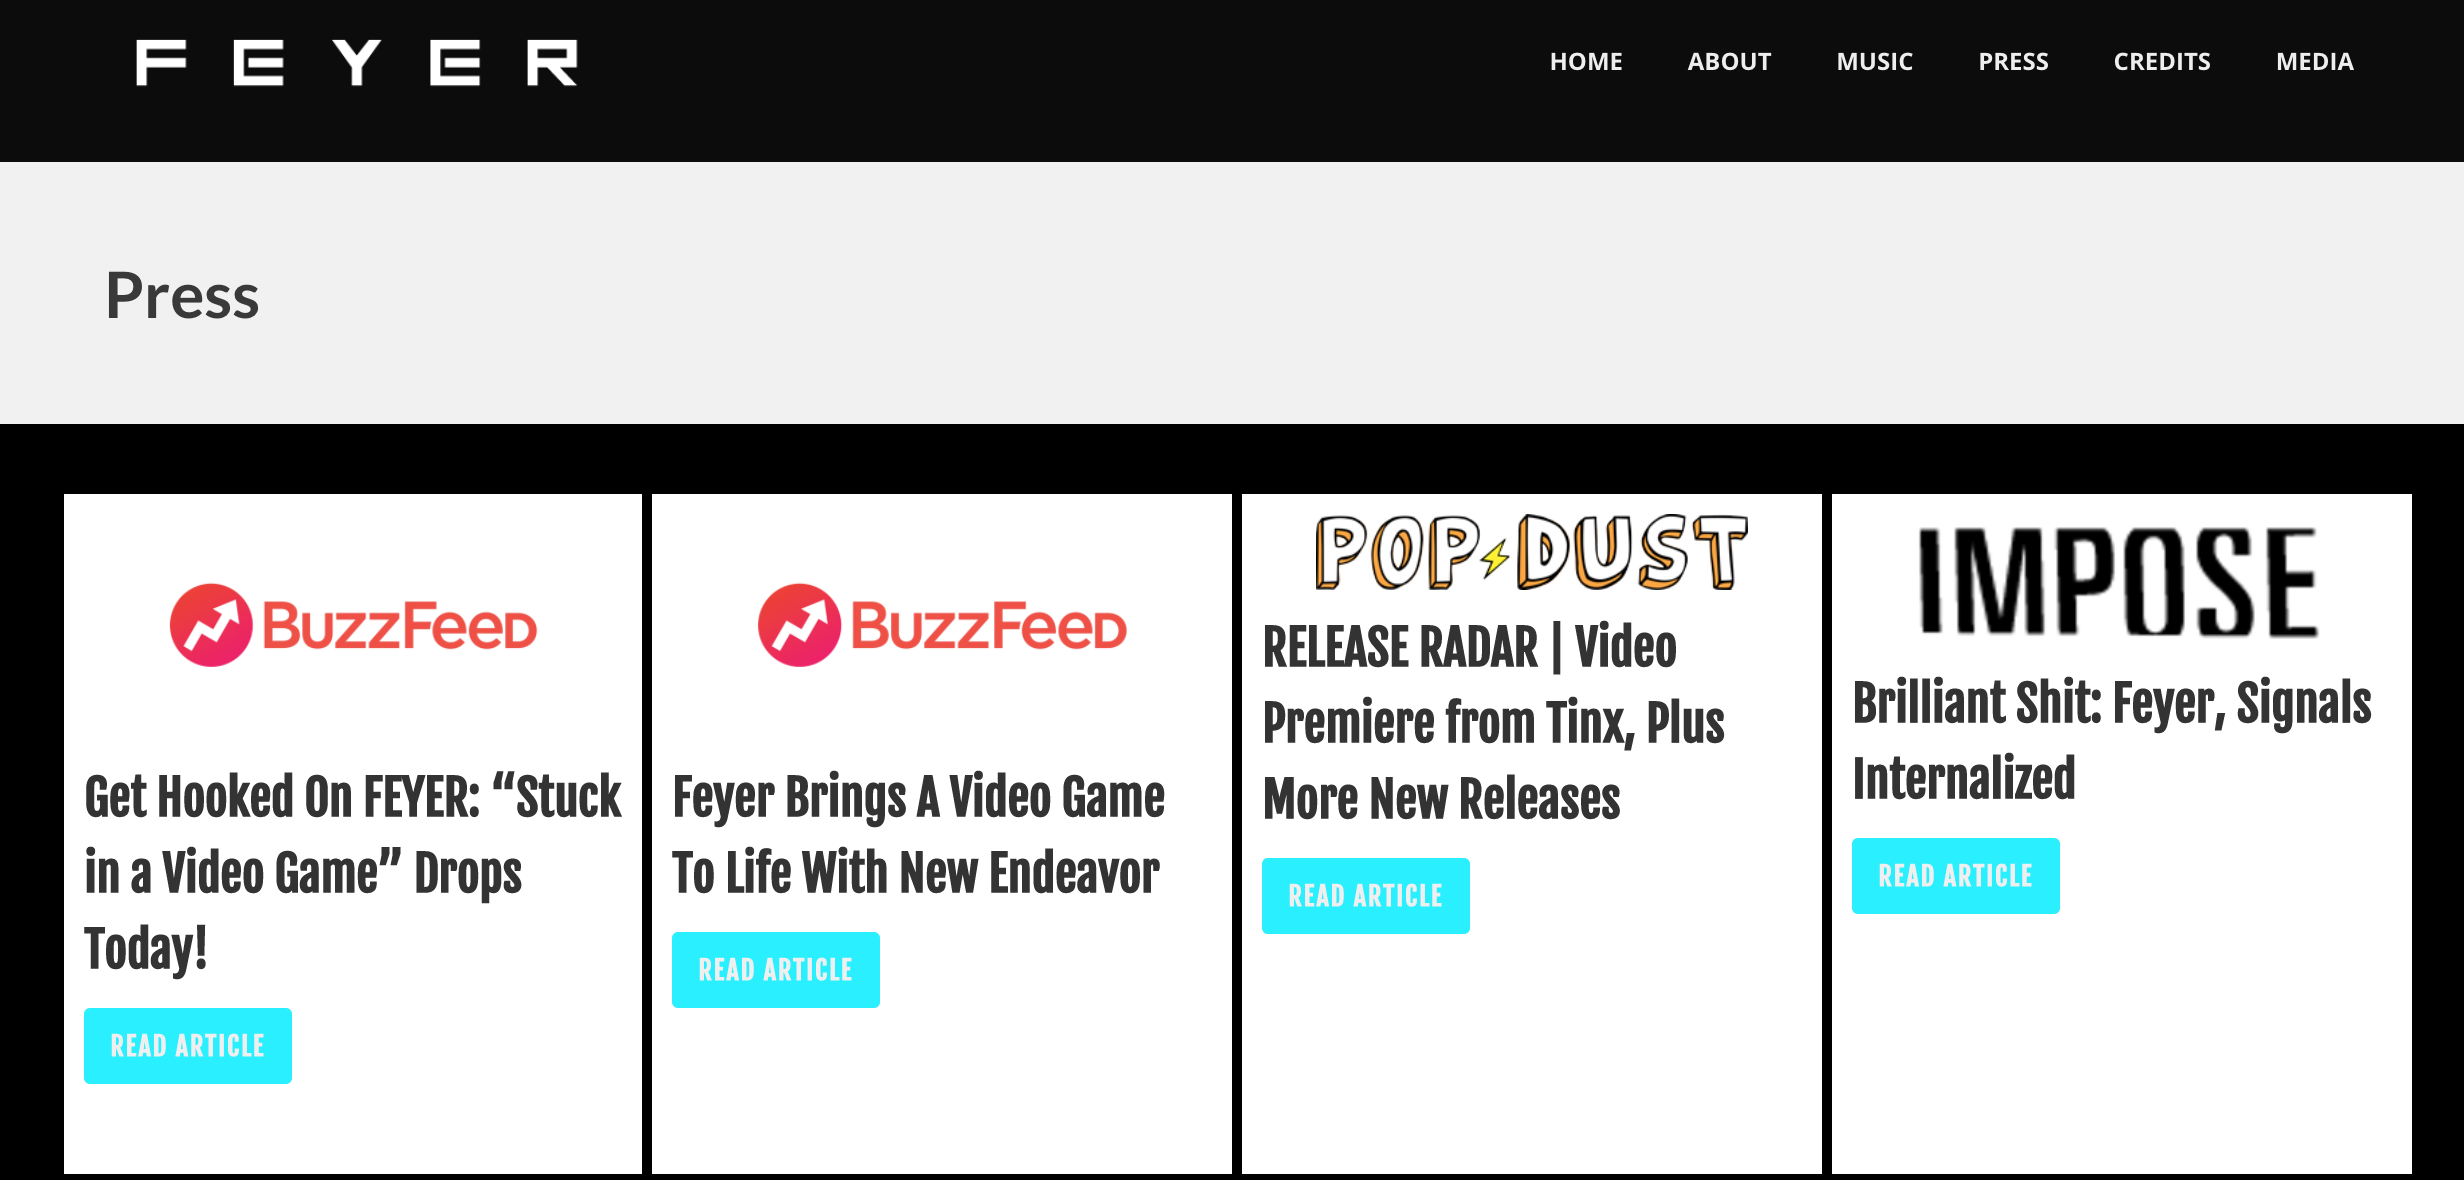 FEYER
HOME ABOUT MUSIC PRESS CREDITS MEDIA
Press
BuzzFeed
Get Hooked On FEYER: “Stuck
in a Video Game” Drops
Today!
READ ARTICLE
BuzzFeed
Feyer Brings A Video Game
To Life With New Endeavor
READ ARTICLE
POP DUST
RELEASE RADAR | Video
Premiere from Tinx, Plus
More New Releases
READ ARTICLE
IMPOSE
Brilliant Shit: Feyer, Signals
Internalized
READ ARTICLE